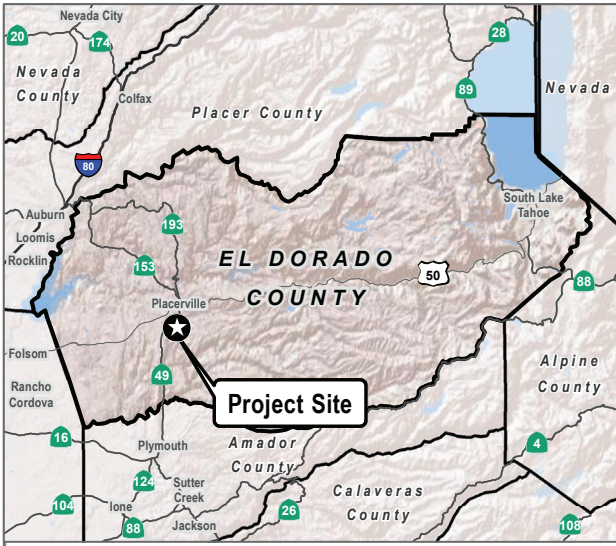 Nevada City
20
174
28
Nevada
County
Colfax
Placer County
89
Nevada
80
Auburn
Loomis
Rocklin
193
153
South Lake
Tahoe
EL DORADO
COUNTY
50
88
Placerville
Folsom
49
Rancho
Cordova
Project Site
Alpine
County
16
Plymouth
Amador
County
4
124
Sutter
Creek
Calaveras
County
104
Ione
88
Jackson
26
108